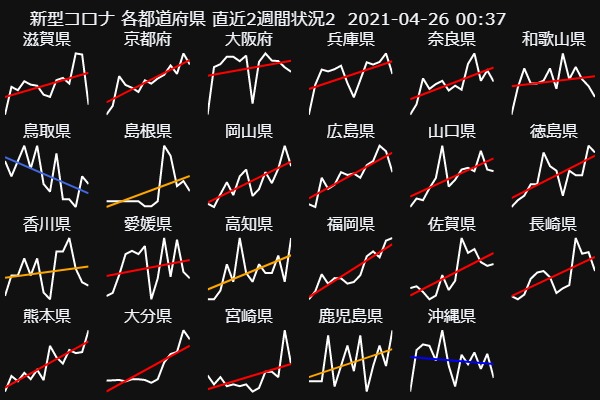 新型コロナ 各都道府県 直近2週間状況2 2021-04-26 00:37
滋賀県 京都府 大阪府 兵庫県 奈良県 和歌山県
鳥取県 島根県 岡山県 広島県 山口県 徳島県
香川県 愛媛県 高知県 福岡県 佐賀県 長崎県
熊本県 大分県 宮崎県 鹿児島県 沖縄県